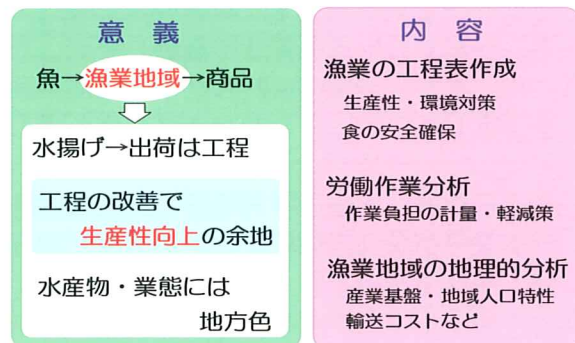 意 義
魚→漁業地域→商品
水揚げ→出荷は工程
工程の改善で
生産性向上の余地
水産物・業態には
地方色
内 容
漁業の工程表作成
生産性・環境対策
食の安全確保
労働作業分析
作業負担の計量・軽減策
漁業地域の地理的分析
産業基盤・地域人口特性
輸送コストなど